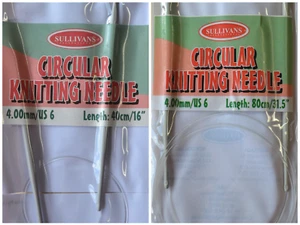 SULLIVANS
CIRCULAR
KNITTING NEEDLE
4.00mm/US 6 Length: 40cm/16"
SULLIVANS
CIRCULAR
KNITTING NEEDLE
4.00mm/US 6 Length: 80cm/31.5"